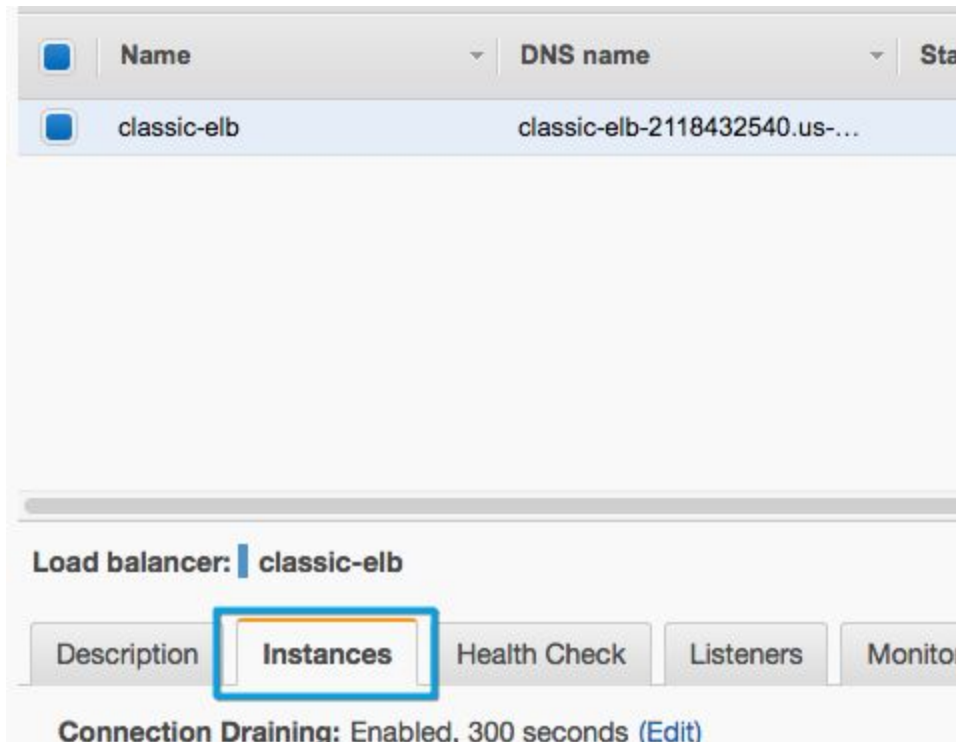 Name DNS name Sta
classic-elb classic-elb-2118432540.us-...
Load balancer: classic-elb
Description Instances Health Check Listeners Monitor
Connection Draining: Enabled, 300 seconds (Edit)